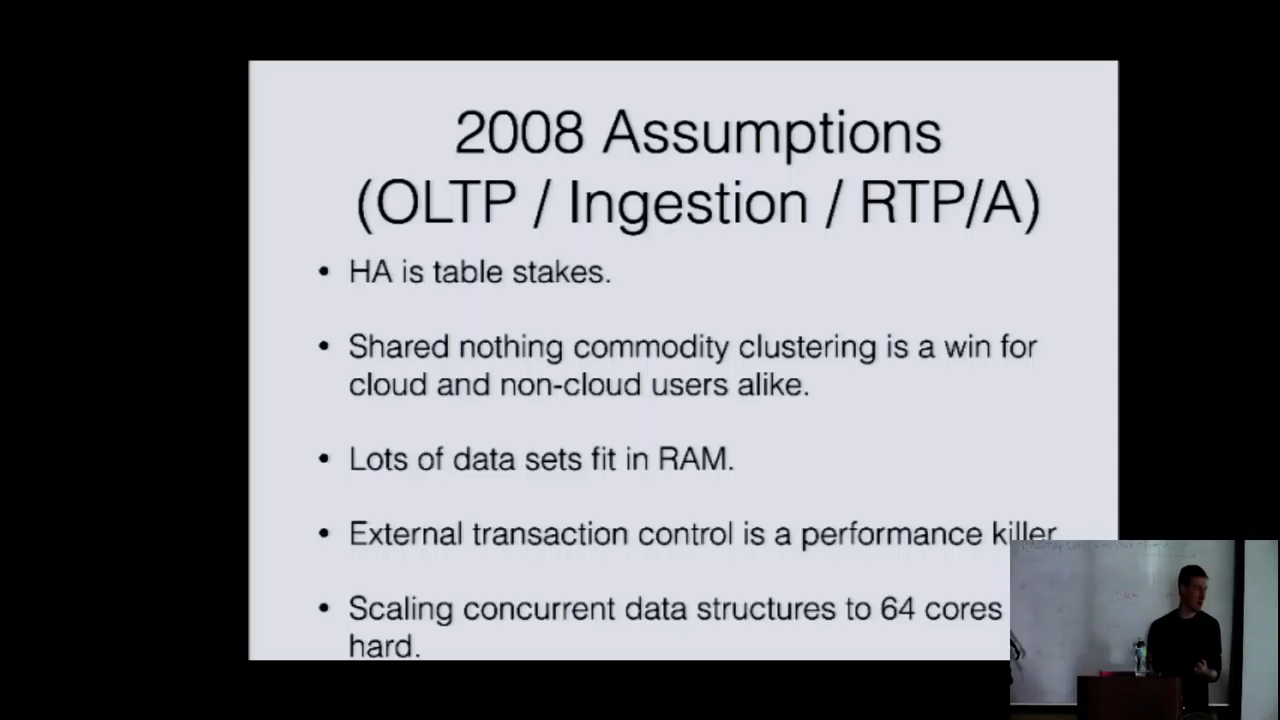 2008 Assumptions
(OLTP / Ingestion / RTP/A)
• HA is table stakes.
• Shared nothing commodity clustering is a win for
cloud and non-cloud users alike.
• Lots of data sets fit in RAM.
• External transaction control is a performance killer
• Scaling concurrent data structures to 64 cores
hard.